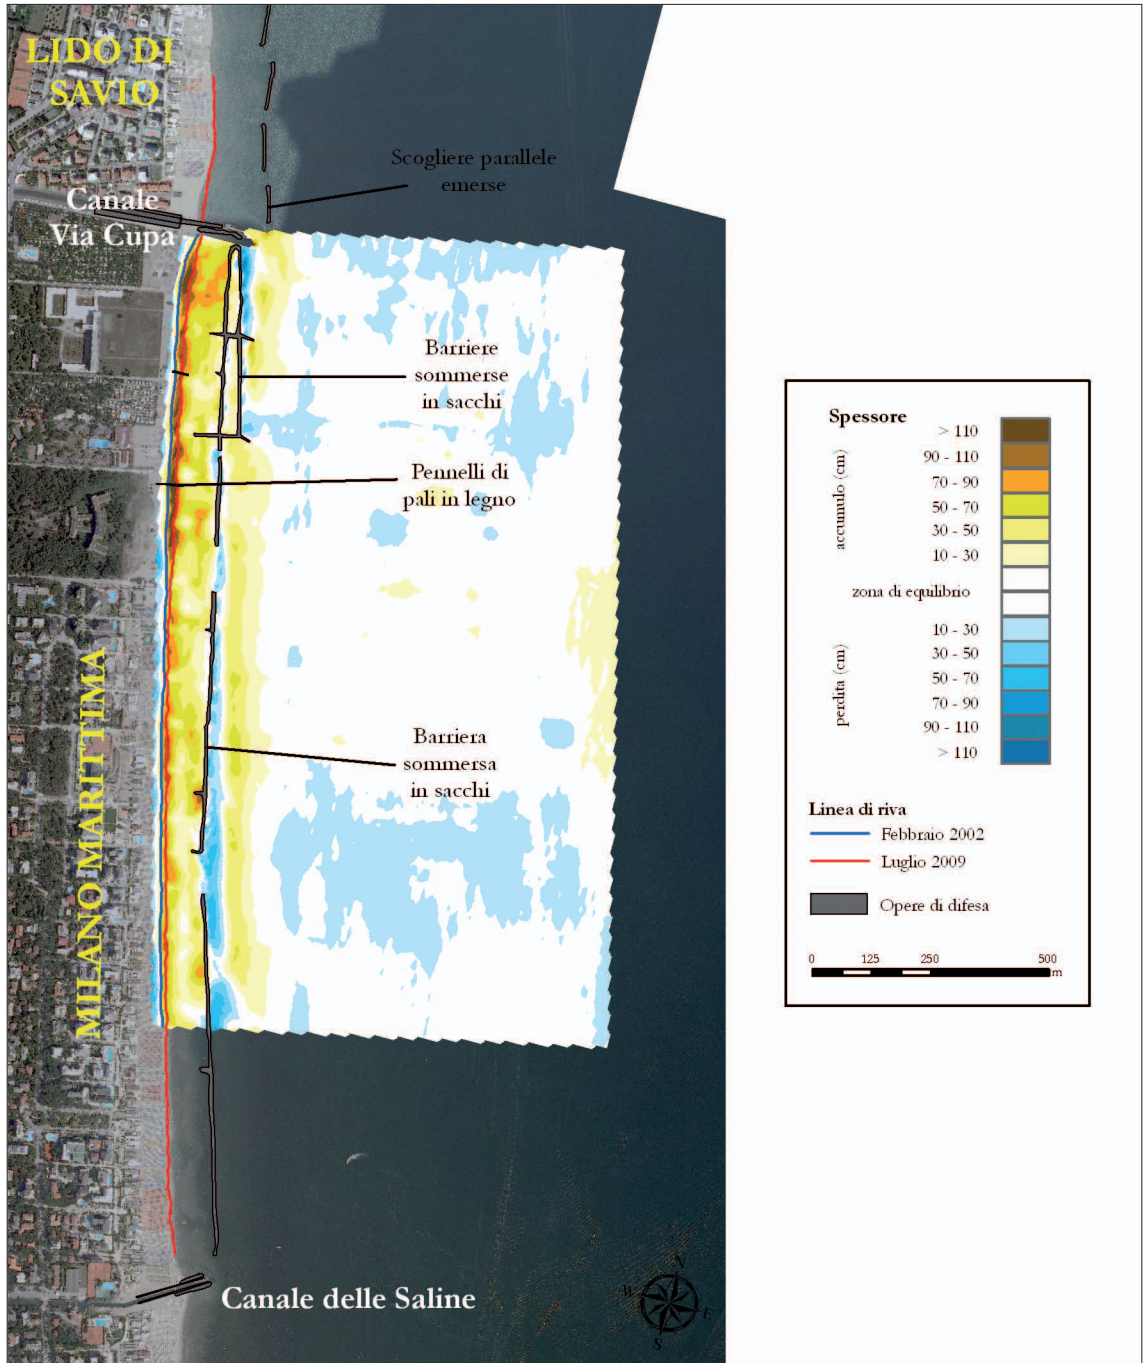 LIDO DI
SAVIO
Scogliere parallele
emerse
Canale
Via Cupa
Barriere
sommerse
in sacchi
Pennelli di
pali in legno
MILANO MARITTIMA
Barriera
sommersa
in sacchi
Canale delle Saline
N
W
E
S
Spessore
accumulo (cm)
> 110
90 - 110
70 - 90
50 - 70
30 - 50
10 - 30
zona di equilibrio
perdita (cm)
10 - 30
30 - 50
50 - 70
70 - 90
90 - 110
> 110
Linea di riva
Febbraio 2002
Luglio 2009
Opere di difesa
0 125 250 500
m